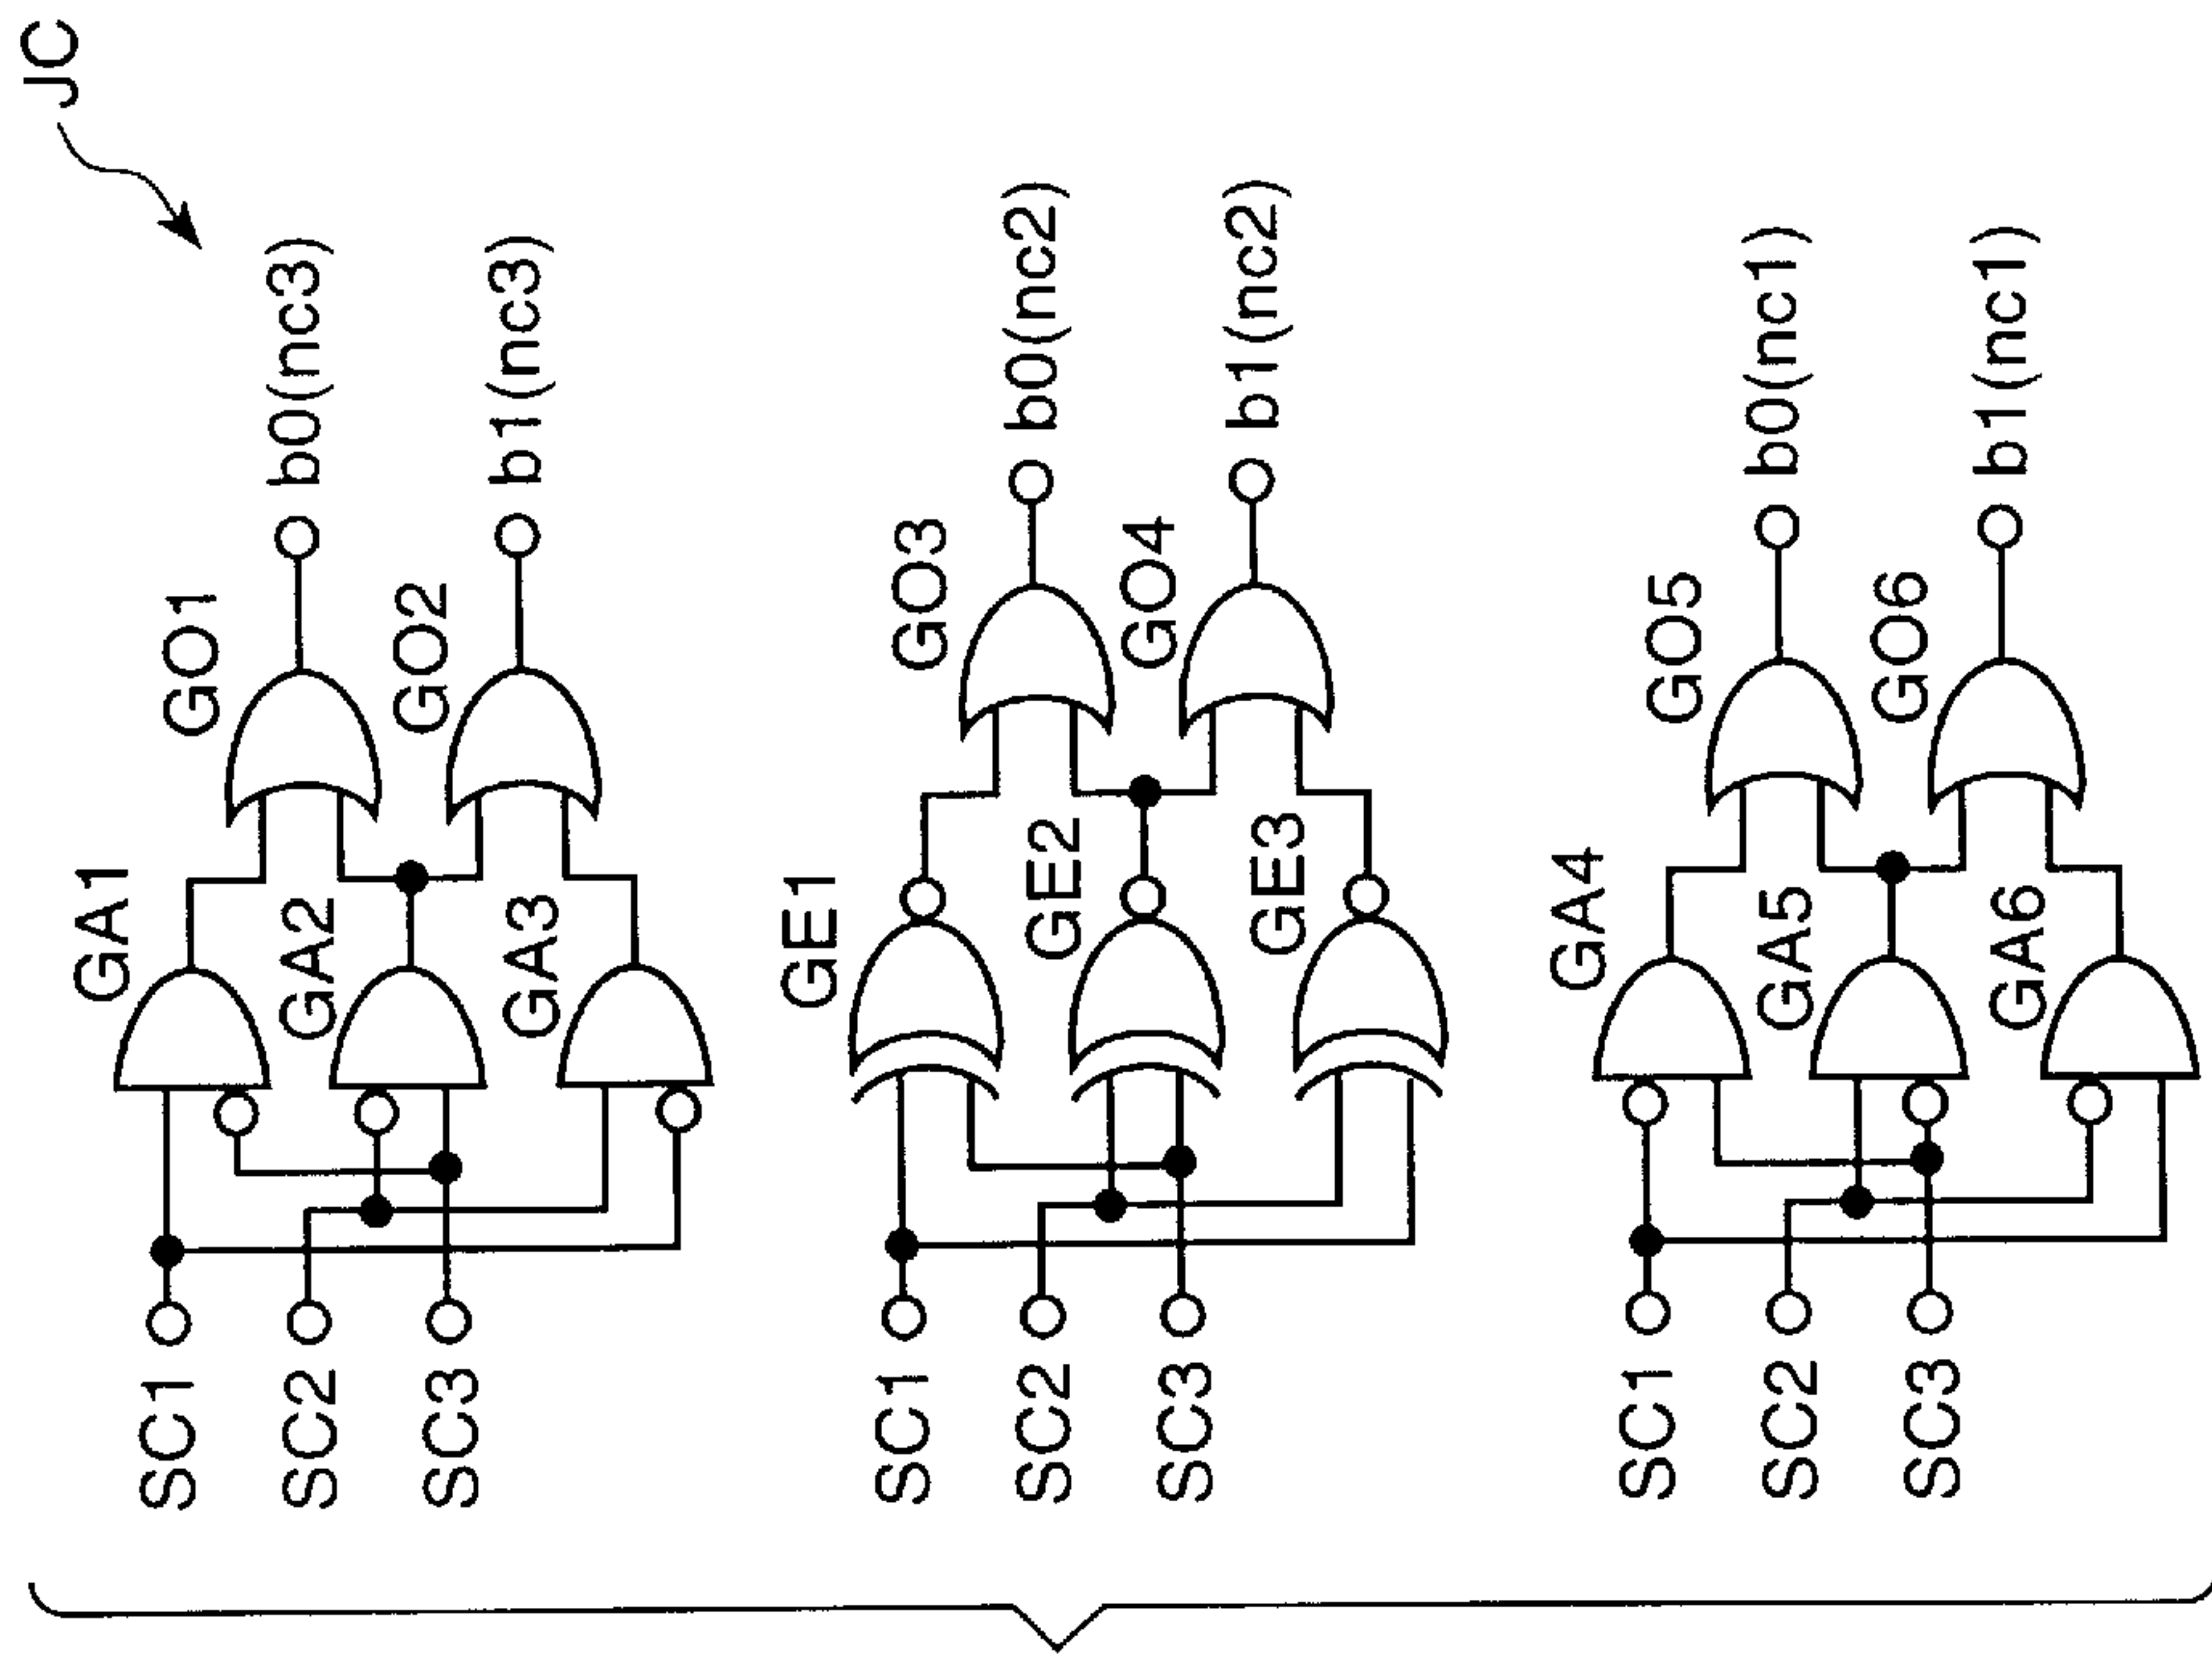 JC
SC1
SC2
SC3
GA1
GA2
GA3
GO1
GO2
b0(nc3)
b1(nc3)
SC1
SC2
SC3
GE1
GE2
GE3
GO3
GO4
b0(nc2)
b1(nc2)
SC1
SC2
SC3
GA4
GA5
GA6
GO5
GO6
b0(nc1)
b1(nc1)